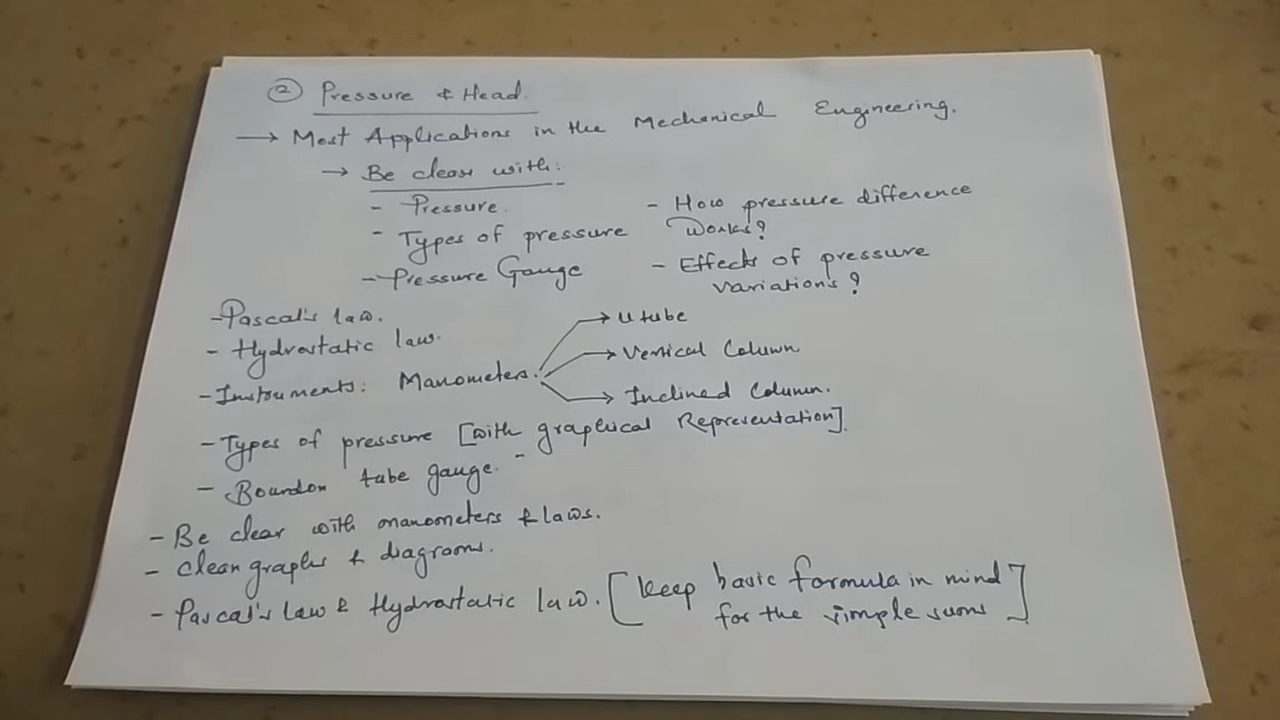 ② Pressure & Head.
→ Most Applications in the Mechanical Engineering.
→ Be clear with:
- Pressure.
- Types of pressure
- Pressure Gauge
- How pressure difference
works?
- Effects of pressure
variations?
- Pascal's law.
- Hydrostatic law.
- Instruments: Manometers.
→ U tube
→ Vertical Column
→ Inclined Column.
- Types of pressure [with graphical Representation].
- Bourdon tube gauge.
- Be clear with manometers & laws.
- Clean graphs & diagrams.
- Pascal's law & Hydrostatic law. [Keep basic formula in mind
for the simple sums]